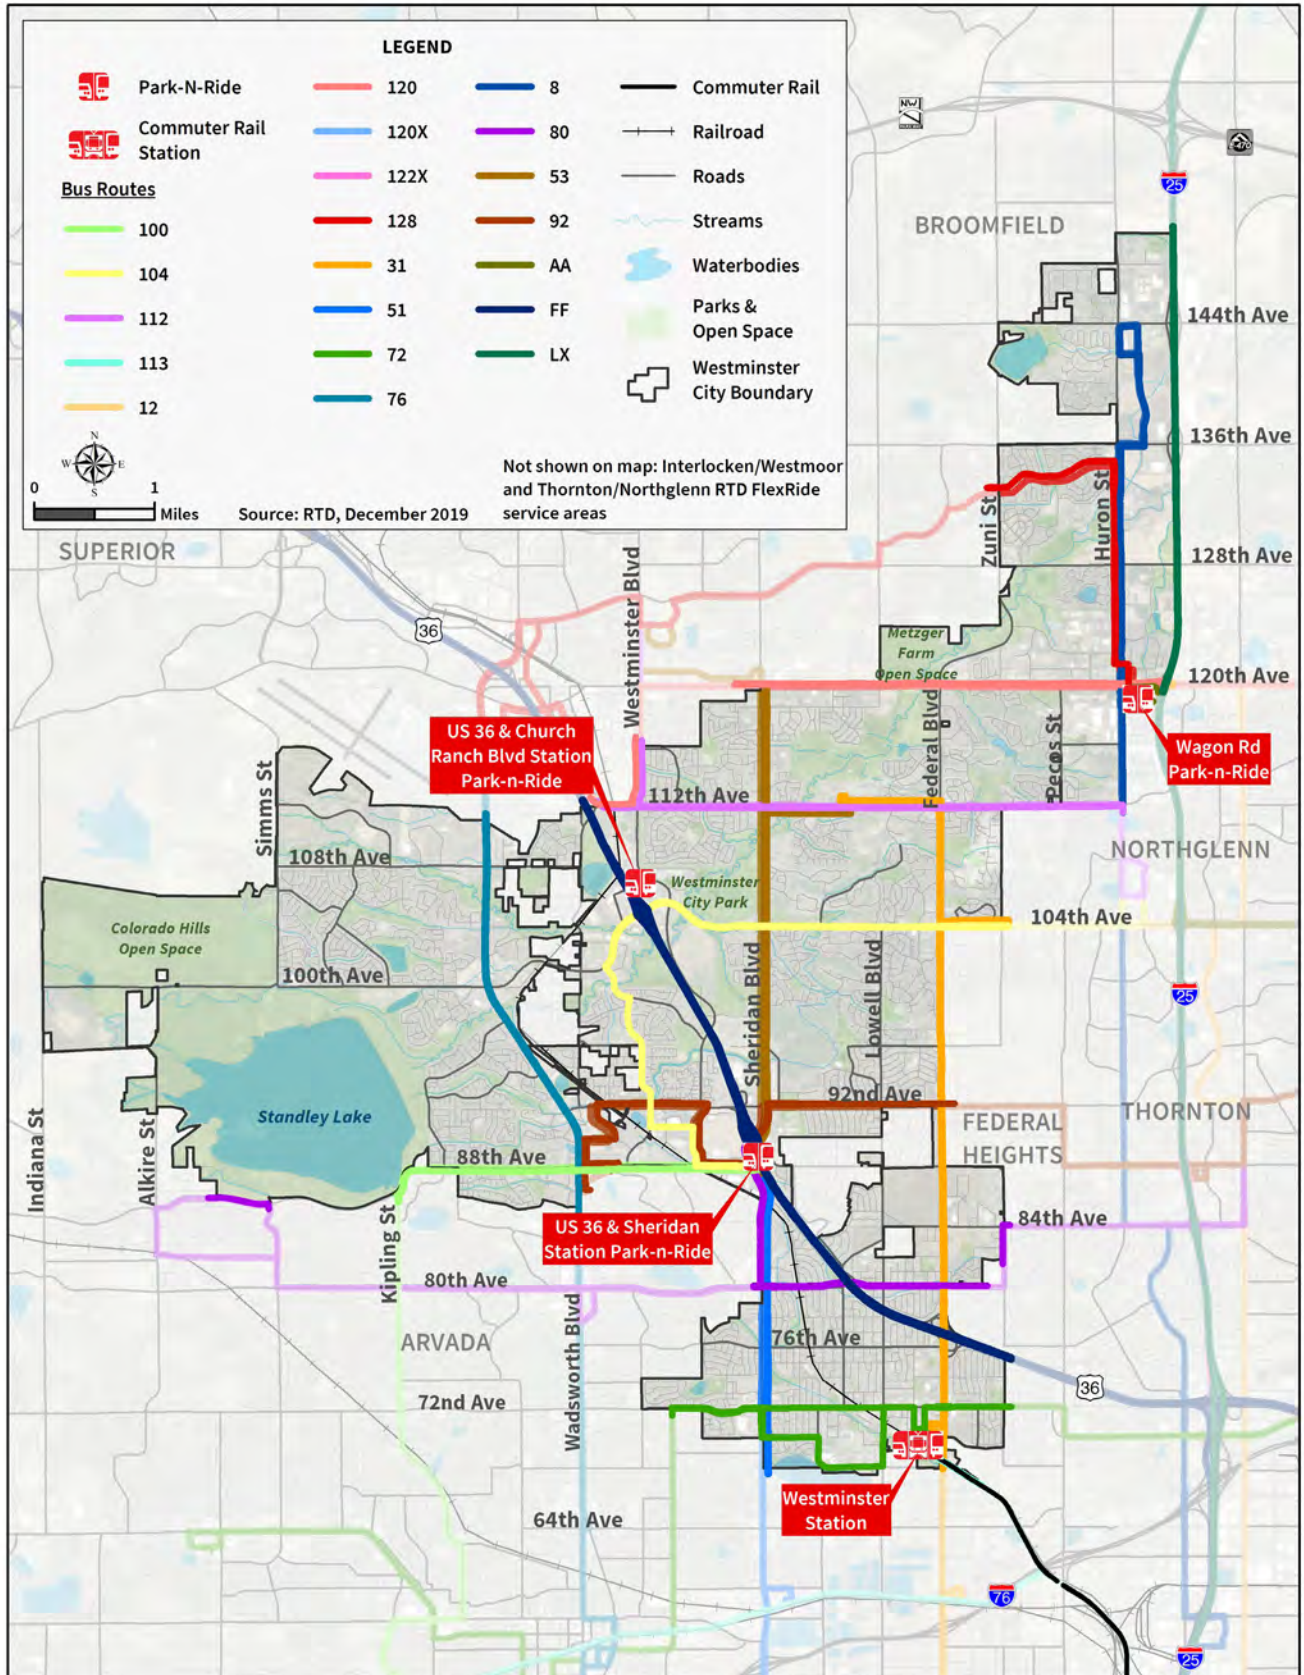 LEGEND
Park-N-Ride
Commuter Rail
Station
Bus Routes
100
104
112
113
12
120
120X
122X
128
31
51
72
76
8
80
53
92
AA
FF
LX
Commuter Rail
Railroad
Roads
Streams
Waterbodies
Parks &
Open Space
Westminster
City Boundary
N
W
E
S
0
1
Miles
Source: RTD, December 2019
Not shown on map: Interlocken/Westmoor
and Thornton/Northglenn RTD FlexRide
service areas
NW
E-470
25
BROOMFIELD
144th Ave
136th Ave
Zuni St
Huron St
128th Ave
SUPERIOR
36
Westminster Blvd
Metzger
Farm
Open Space
120th Ave
US 36 & Church
Ranch Blvd Station
Park-n-Ride
Federal Blvd
Pecos St
Wagon Rd
Park-n-Ride
Simms St
112th Ave
108th Ave
NORTHGLENN
Westminster
City Park
104th Ave
Colorado Hills
Open Space
100th Ave
Sheridan Blvd
Lowell Blvd
25
92nd Ave
Standley Lake
THORNTON
FEDERAL
HEIGHTS
Indiana St
Alkire St
88th Ave
Kipling St
US 36 & Sheridan
Station Park-n-Ride
84th Ave
80th Ave
ARVADA
Wadsworth Blvd
76th Ave
36
72nd Ave
Westminster
Station
64th Ave
76
25